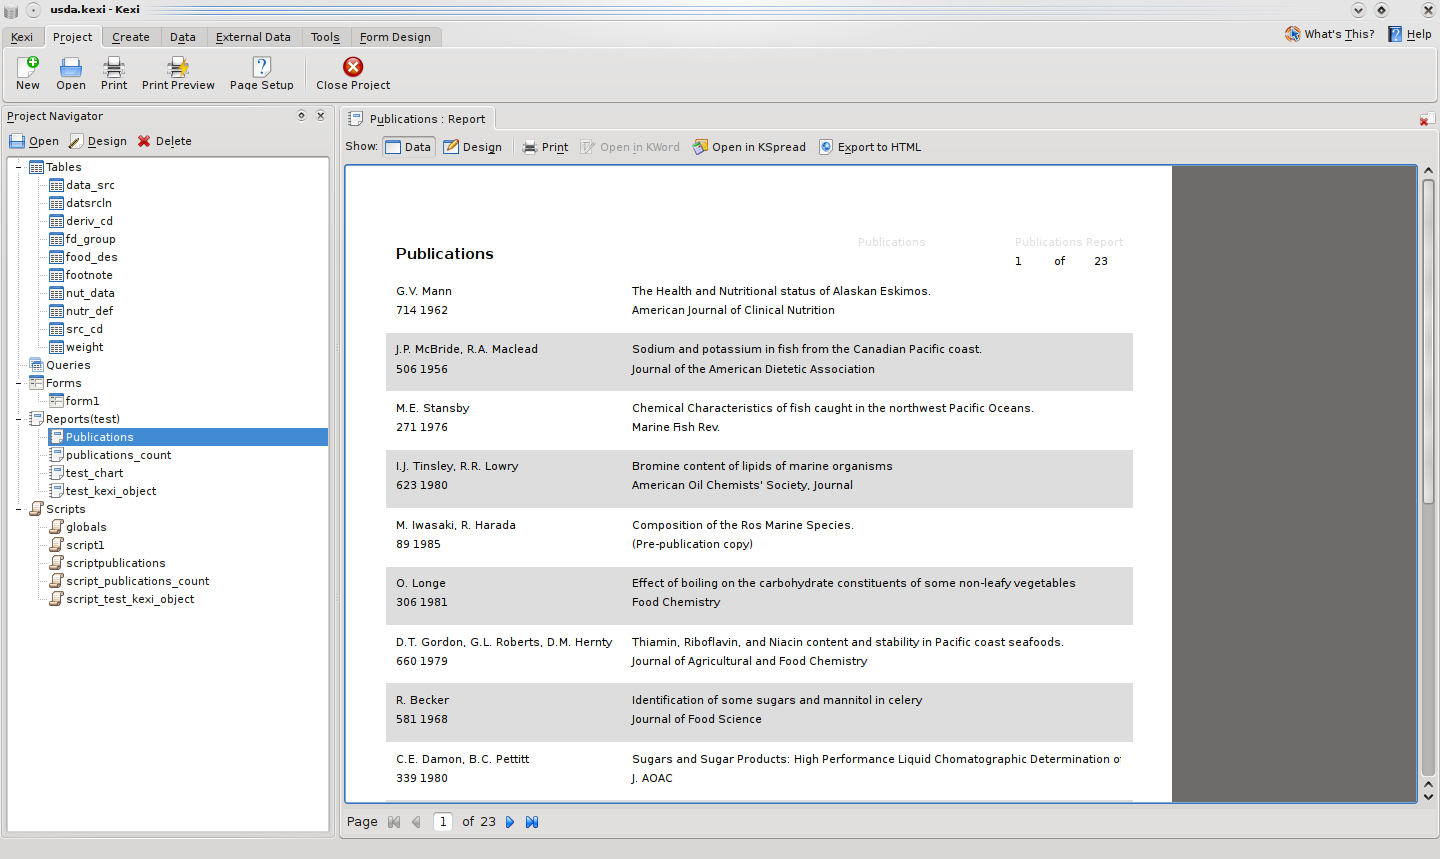 usda.kexi - Kexi
Kexi Project Create Data External Data Tools Form Design What's This? Help
New Open Print Print Preview Page Setup Close Project
Project Navigator
Open Design Delete
Tables
data_src
datsrcln
deriv_cd
fd_group
food_des
footnote
nut_data
nutr_def
src_cd
weight
Queries
Forms
form1
Reports(test)
Publications
publications_count
test_chart
test_kexi_object
Scripts
globals
script1
scriptpublications
script_publications_count
script_test_kexi_object
Publications : Report
Show: Data Design Print Open in KWord Open in KSpread Export to HTML
Publications Publications Report
Publications
1 of 23
G.V. Mann The Health and Nutritional status of Alaskan Eskimos.
714 1962 American Journal of Clinical Nutrition
J.P. McBride, R.A. Maclead Sodium and potassium in fish from the Canadian Pacific coast.
506 1956 Journal of the American Dietetic Association
M.E. Stansby Chemical Characteristics of fish caught in the northwest Pacific Oceans.
271 1976 Marine Fish Rev.
I.J. Tinsley, R.R. Lowry Bromine content of lipids of marine organisms
623 1980 American Oil Chemists' Society, Journal
M. Iwasaki, R. Harada Composition of the Ros Marine Species.
89 1985 (Pre-publication copy)
O. Longe Effect of boiling on the carbohydrate constituents of some non-leafy vegetables
306 1981 Food Chemistry
D.T. Gordon, G.L. Roberts, D.M. Hernty Thiamin, Riboflavin, and Niacin content and stability in Pacific coast seafoods.
660 1979 Journal of Agricultural and Food Chemistry
R. Becker Identification of some sugars and mannitol in celery
581 1968 Journal of Food Science
C.E. Damon, B.C. Pettitt Sugars and Sugar Products: High Performance Liquid Chomatographic Determination of
339 1980 J. AOAC
Page 1 of 23